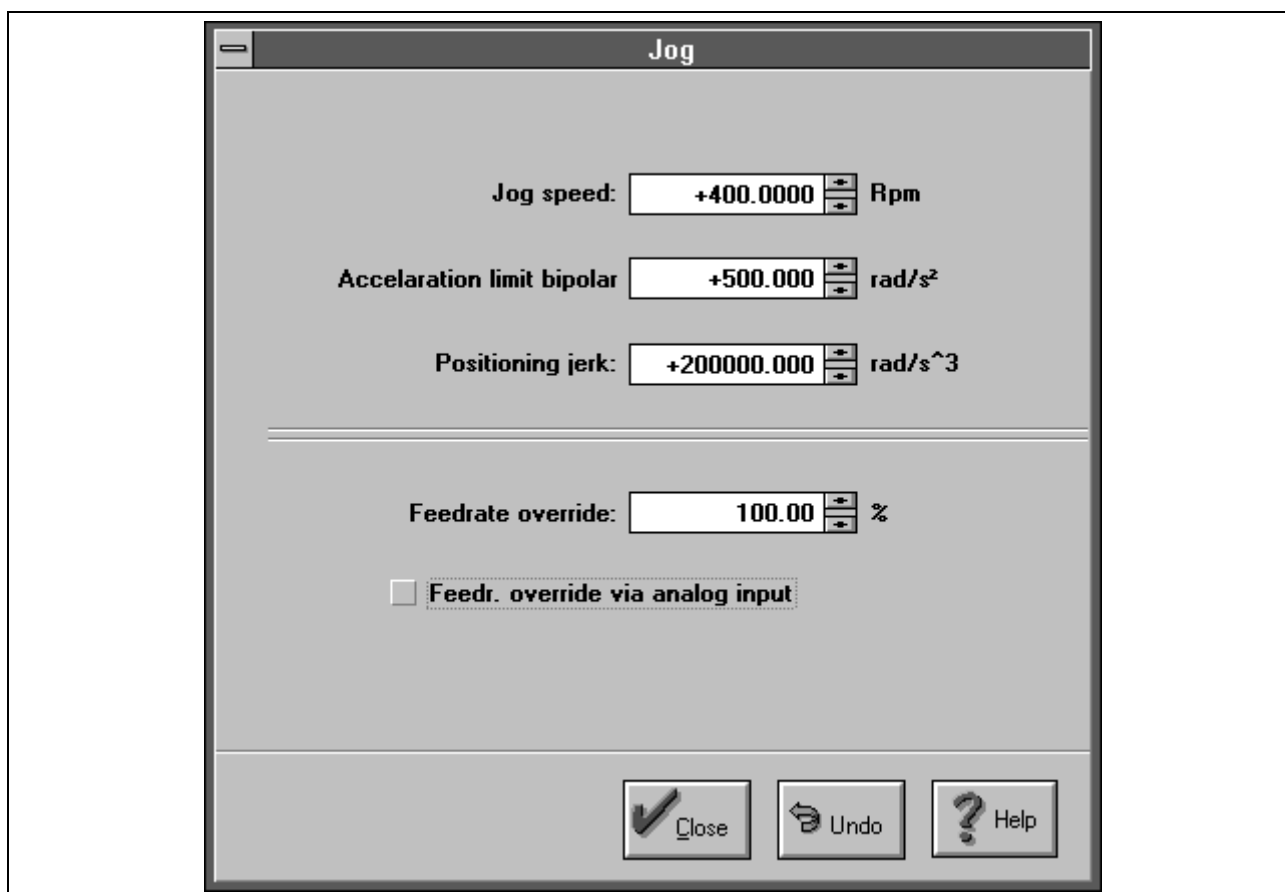 Jog
Jog speed: +400.0000 Rpm
Accelaration limit bipolar +500.000 rad/s²
Positioning jerk: +200000.000 rad/s^3
Feedrate override: 100.00 %
Feedr. override via analog input
Close Undo Help